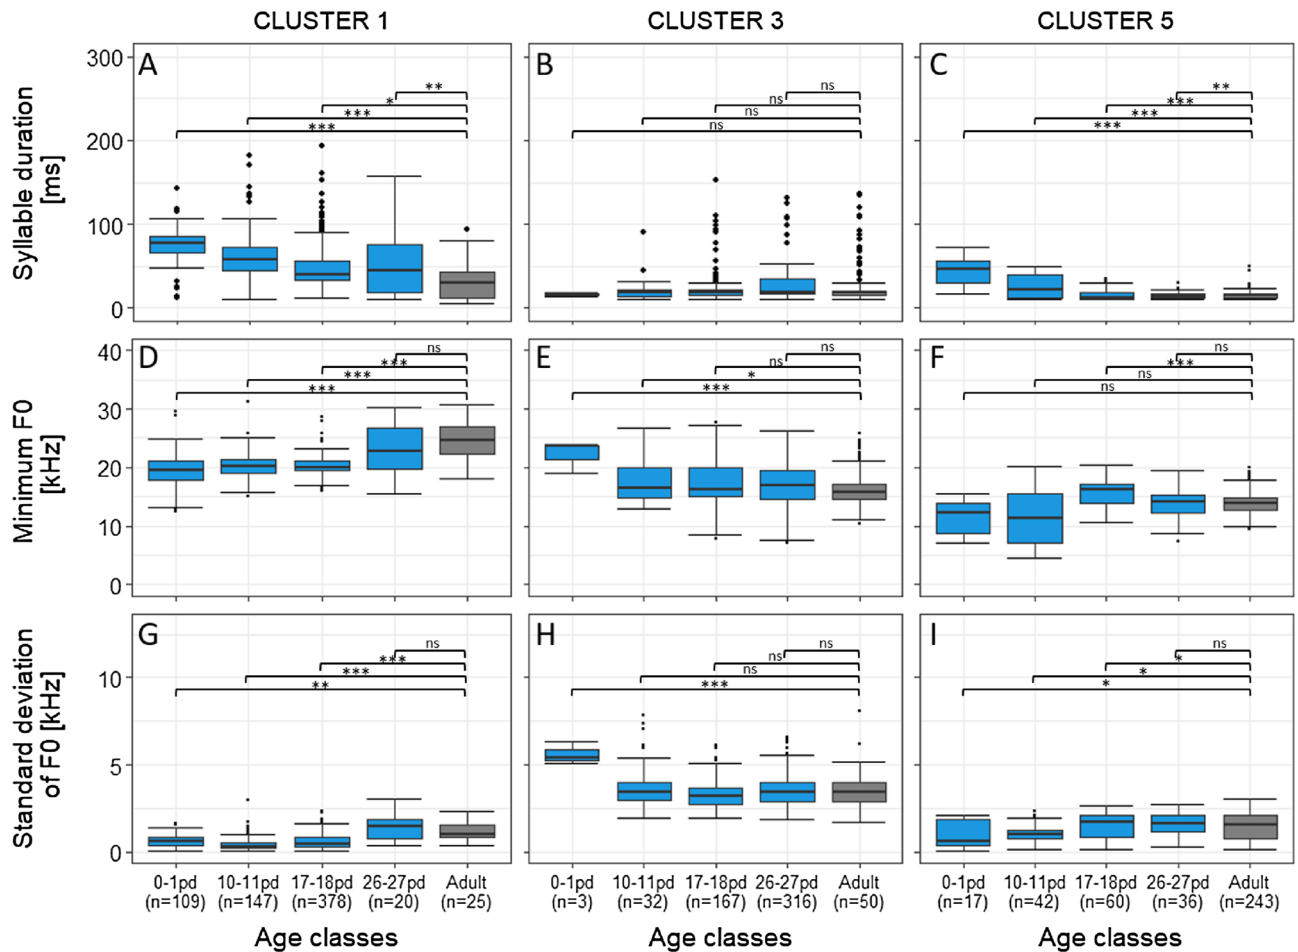 CLUSTER 1
CLUSTER 3
CLUSTER 5
Syllable duration
[ms]
300
200
100
0
A
**
*
***
***
B
ns
ns
ns
ns
C
**
***
***
***
Minimum F0
[kHz]
40
30
20
10
0
D
ns
***
***
***
E
ns
ns
*
***
F
ns
***
ns
ns
Standard deviation
of F0 [kHz]
10
5
0
G
ns
***
***
**
H
ns
ns
ns
***
I
ns
*
*
*
0-1pd 10-11pd 17-18pd 26-27pd Adult
(n=109) (n=147) (n=378) (n=20) (n=25)
Age classes
0-1pd 10-11pd 17-18pd 26-27pd Adult
(n=3) (n=32) (n=167) (n=316) (n=50)
Age classes
0-1pd 10-11pd 17-18pd 26-27pd Adult
(n=17) (n=42) (n=60) (n=36) (n=243)
Age classes